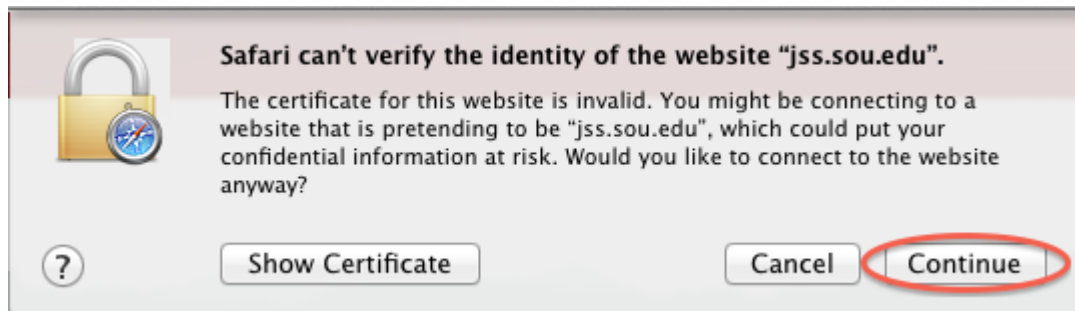 Safari can't verify the identity of the website “jss.sou.edu”.
The certificate for this website is invalid. You might be connecting to a
website that is pretending to be “jss.sou.edu”, which could put your
confidential information at risk. Would you like to connect to the website
anyway?
?
Show Certificate
Cancel
Continue